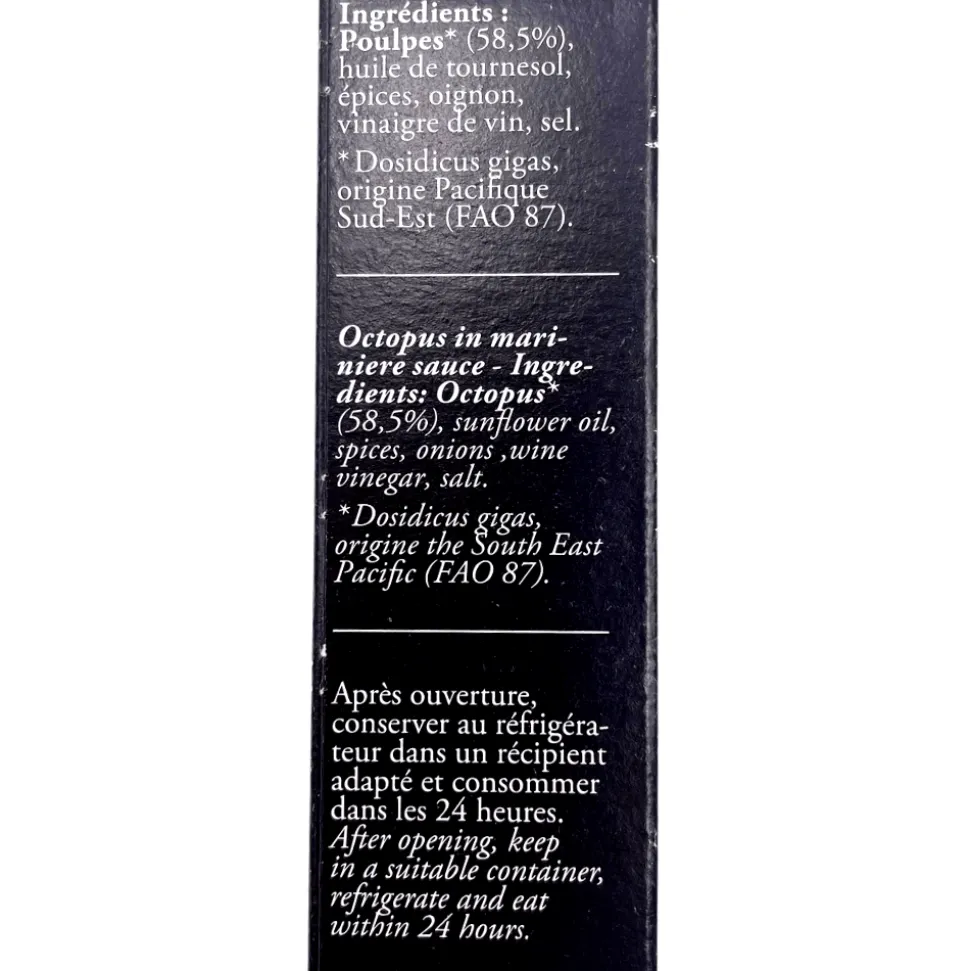 Ingrédients :
Poulpes* (58,5%),
huile de tournesol,
épices, oignon,
vinaigre de vin, sel.
* Dosidicus gigas,
origine Pacifique
Sud-Est (FAO 87).
Octopus in mari-
niere sauce - Ingre-
dients: Octopus*
(58,5%), sunflower oil,
spices, onions ,wine
vinegar, salt.
*Dosidicus gigas,
origine the South East
Pacific (FAO 87).
Après ouverture,
conserver au réfrigéra-
teur dans un récipient
adapté et consommer
dans les 24 heures.
After opening, keep
in a suitable container,
refrigerate and eat
within 24 hours.